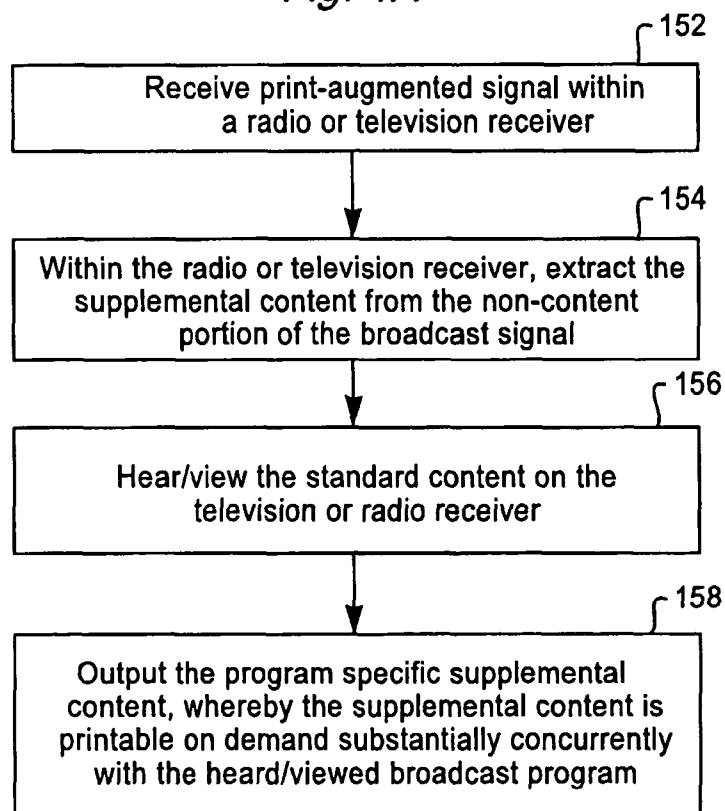 152
Receive print-augmented signal within
a radio or television receiver
154
Within the radio or television receiver, extract the
supplemental content from the non-content
portion of the broadcast signal
156
Hear/view the standard content on the
television or radio receiver
158
Output the program specific supplemental
content, whereby the supplemental content is
printable on demand substantially concurrently
with the heard/viewed broadcast program